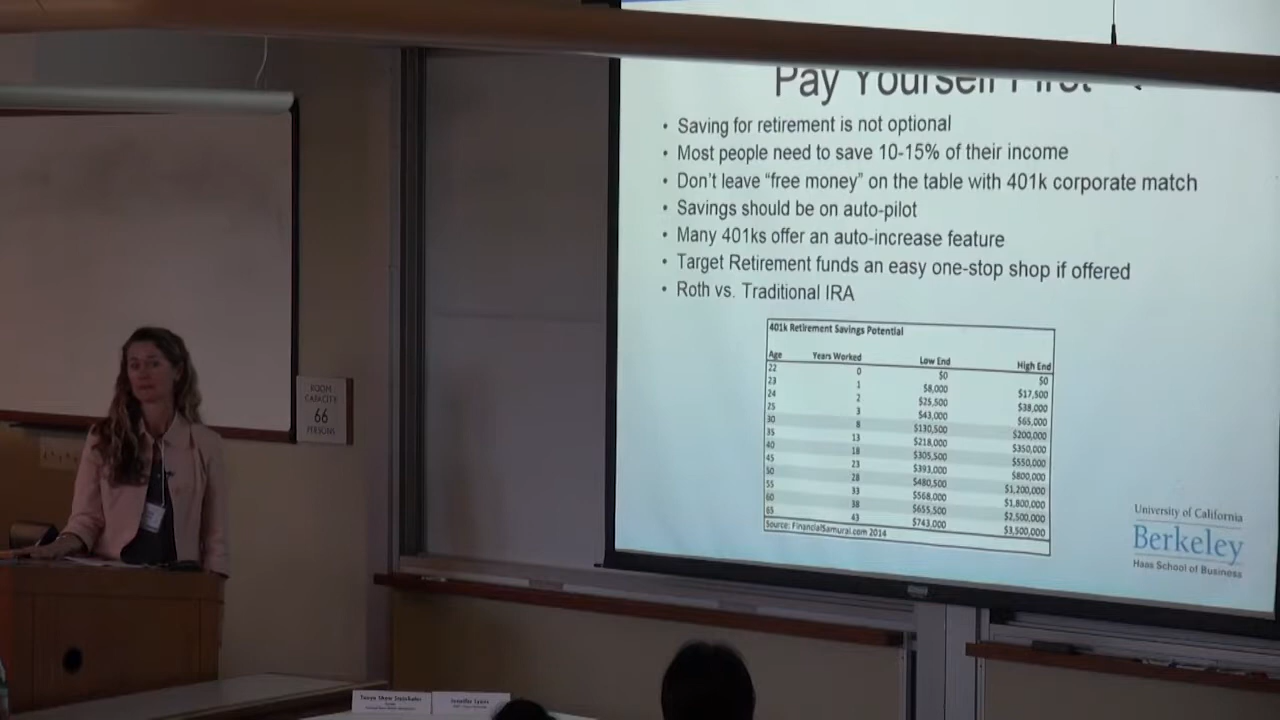 Pay Yourself First
• Saving for retirement is not optional
• Most people need to save 10-15% of their income
• Don't leave "free money" on the table with 401k corporate match
• Savings should be on auto-pilot
• Many 401ks offer an auto-increase feature
• Target Retirement funds an easy one-stop shop if offered
• Roth vs. Traditional IRA
401k Retirement Savings Potential
Age Years Worked Low End High End
22 0 $0 $0
23 1 $8,000 $17,500
24 2 $25,500 $38,000
25 3 $43,000 $65,000
30 8 $130,500 $200,000
35 13 $218,000 $350,000
40 18 $305,500 $550,000
45 23 $393,000 $800,000
50 28 $480,500 $1,200,000
55 33 $568,000 $1,800,000
60 38 $655,500 $2,500,000
65 43 $743,000 $3,500,000
Source: FinancialSamurai.com 2014
University of California
Berkeley
Haas School of Business
ROOM
CAPACITY
66
PERSONS
Jennifer Lyons